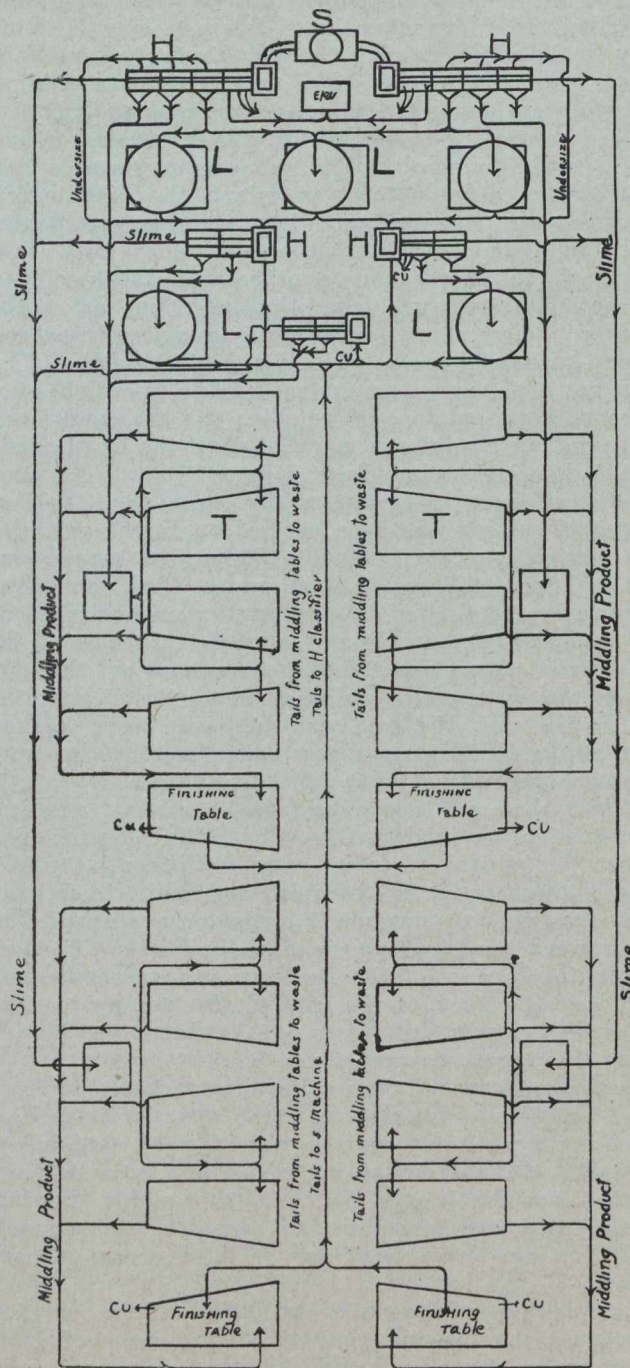 S
H
H
ERW
Undersize
Undersize
L
L
Slime
H
H
Slime
Slime
CU
L
L
Slime
CU
T
T
Tails from middling tables to waste
Tails to H classifier
Tails from middling tables to waste
Middling Product
Middling Product
Finishing
Table
Finishing
Table
Cu
CU
Slime
Slime
Tails from middling tables to waste
Tails to S machine
Tails from middling tables to waste
Middling Product
Middling Product
CU
Finishing
Table
Finishing
Table
CU